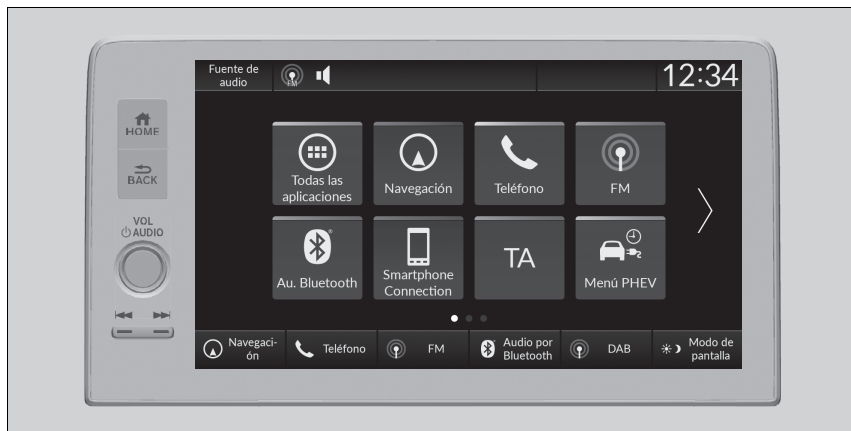 Fuente de
audio
FM
12:34
HOME
BACK
VOL
AUDIO
Todas las
aplicaciones
Navegación
Teléfono
FM
Au. Bluetooth
Smartphone
Connection
TA
Menú PHEV
Navegaci-
ón
Teléfono
FM
Audio por
Bluetooth
DAB
Modo de
pantalla